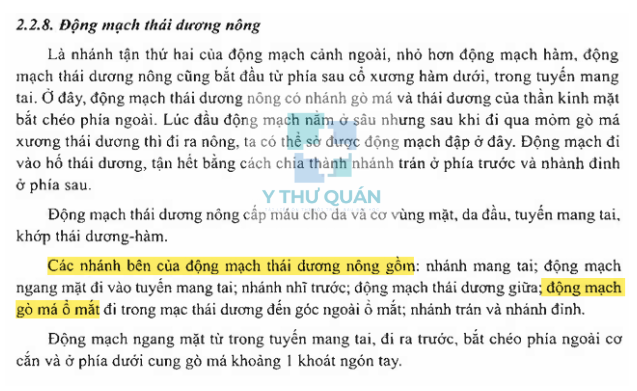 2.2.8. Động mạch thái dương nông
Là nhánh tận thứ hai của động mạch cảnh ngoài, nhỏ hơn động mạch hàm, động
mạch thái dương nông cũng bắt đầu từ phía sau cổ xương hàm dưới, trong tuyến mang
tai. Ở đây, động mạch thái dương nông có nhánh gò má và thái dương của thần kinh mặt
bắt chéo phía ngoài. Lúc đầu động mạch nằm ở sâu nhưng sau khi đi qua mỏm gò má
xương thái dương thì đi ra nông, ta có thể sờ được động mạch đập ở đây. Động mạch đi
vào hố thái dương, tận hết bằng cách chia thành nhánh trán ở phía trước và nhành đỉnh
ở phía sau.
Y THƯ QUÁN
Động mạch thái dương nông cấp máu cho da và cơ vùng mặt, da đầu, tuyến mang tai,
khớp thái dương-hàm.
Các nhánh bên của động mạch thái dương nông gồm: nhánh mang tai; động mạch
ngang mặt đi vào tuyến mang tai; nhánh nhĩ trước; động mạch thái dương giữa; động mạch
gò má ổ mắt đi trong mạc thái dương đến góc ngoài ổ mắt; nhánh trán và nhánh đỉnh.
Động mạch ngang mặt từ trong tuyến mang tai, đi ra trước, bắt chéo phía ngoài cơ
cắn và ở phía dưới cung gò má khoảng 1 khoát ngón tay.